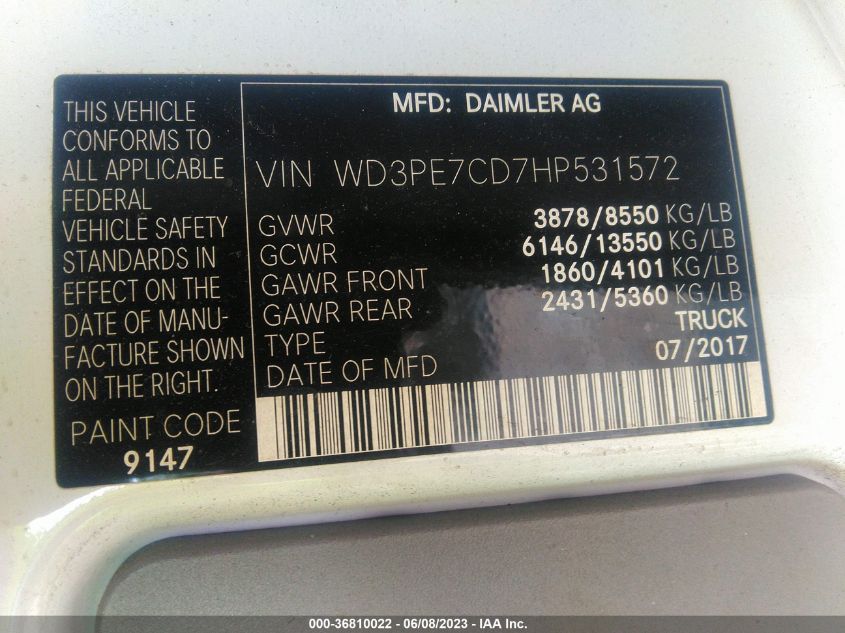 THIS VEHICLE
CONFORMS TO
ALL APPLICABLE
FEDERAL
VEHICLE SAFETY
STANDARDS IN
EFFECT ON THE
DATE OF MANU-
FACTURE SHOWN
ON THE RIGHT.
PAINT CODE
9147
MFD: DAIMLER AG
VIN WD3PE7CD7HP531572
GVWR 3878/8550 KG/LB
GCWR 6146/13550 KG/LB
GAWR FRONT 1860/4101 KG/LB
GAWR REAR 2431/5360 KG/LB
TYPE TRUCK
DATE OF MFD 07/2017
000-36810022 - 06/08/2023 - IAA Inc.